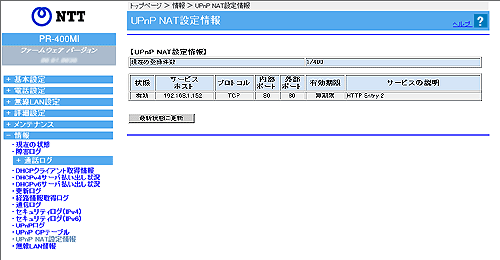 NTT
PR-400MI
ファームウェア バージョン
+ 基本設定
+ 電話設定
+ 無線LAN設定
+ 詳細設定
+ メンテナンス
− 情報
・現在の状態
・障害ログ
+ 通話ログ
・DHCPクライアント取得情報
・DHCPv4サーバ払い出し状況
・DHCPv6サーバ払い出し状況
・更新ログ
・経路情報取得ログ
・通信ログ
・セキュリティログ(IPv4)
・セキュリティログ(IPv6)
・UPnPログ
・UPnP CPテーブル
・UPnP NAT設定情報
・無線LAN情報
トップページ > 情報 > UPnP NAT設定情報
UPnP NAT設定情報
ヘルプ ?
【UPnP NAT設定情報】
現在の登録件数 1/400
状態 サービスホスト プロトコル 内部ポート 外部ポート 有効期限 サービスの説明
有効 192.168.1.152 TCP 80 80 無期限 HTTP Entry 2
最新状態に更新